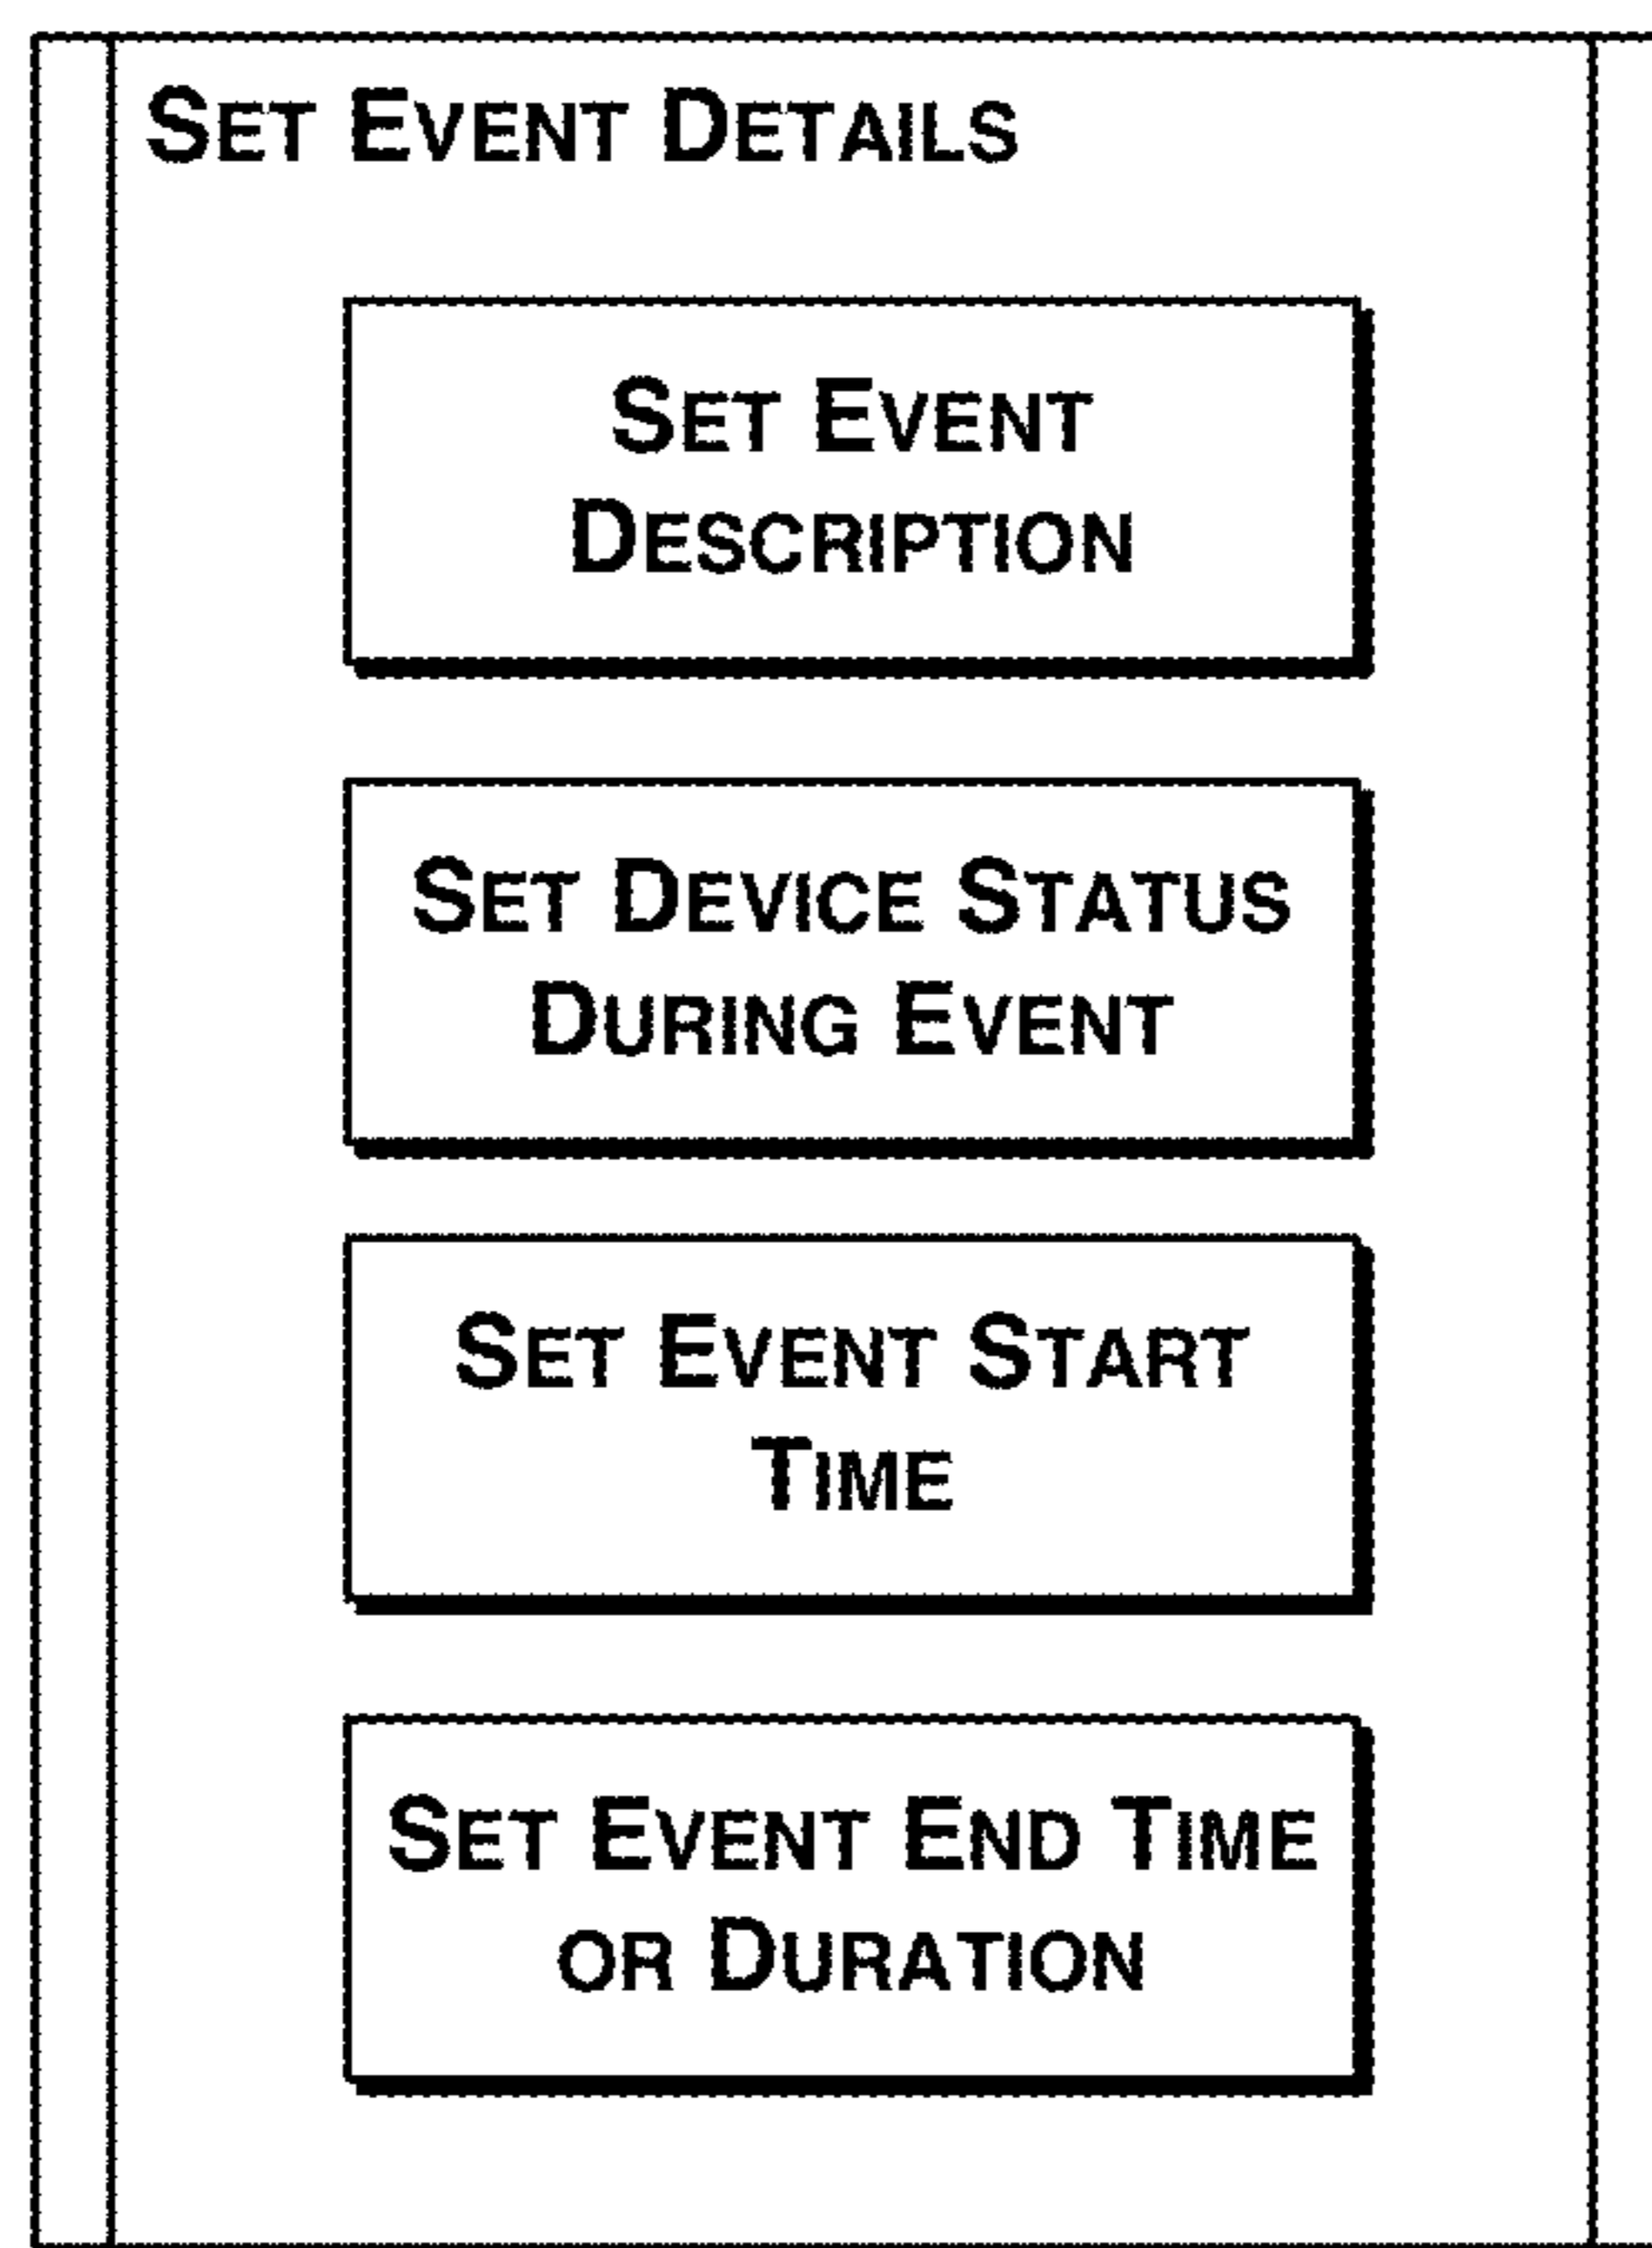 Set Event Details
Set Event
Description
Set Device Status
During Event
Set Event Start
Time
Set Event End Time
or Duration